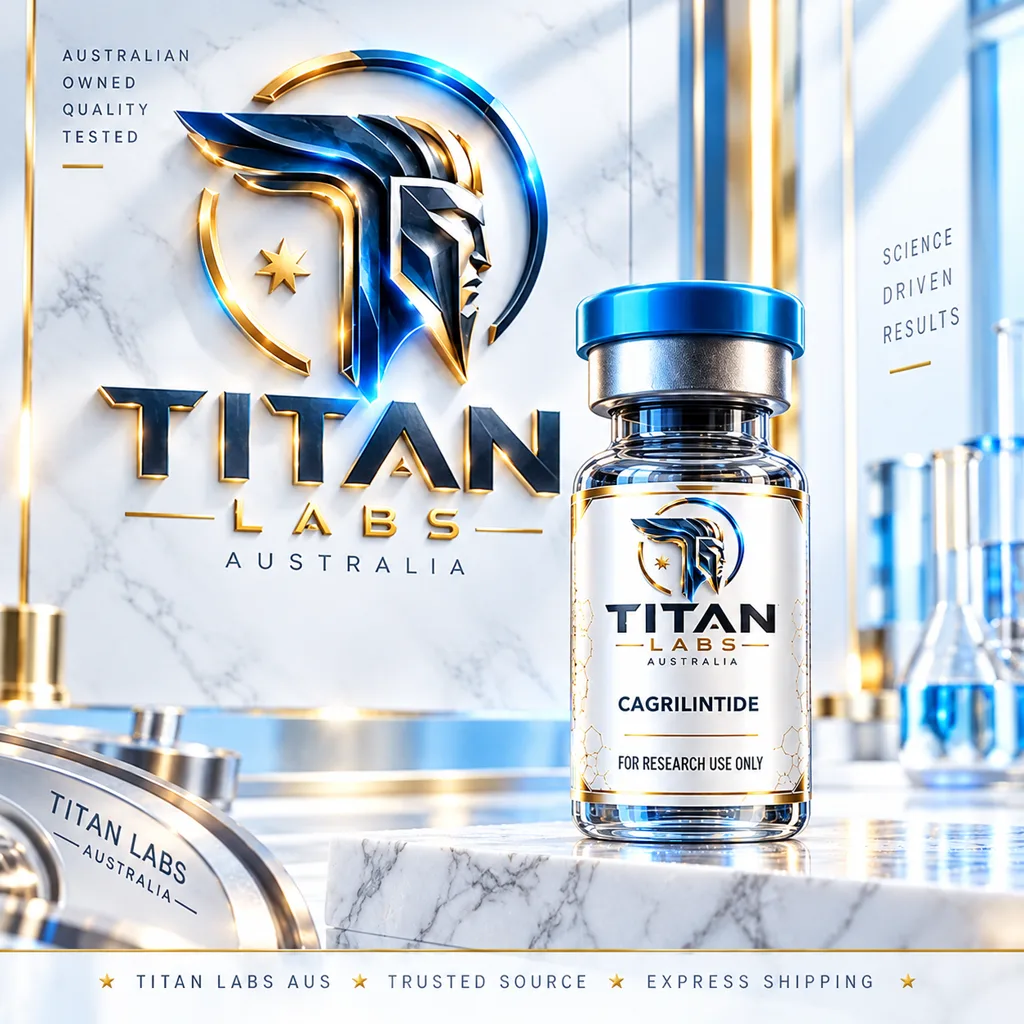 AUSTRALIAN
OWNED
QUALITY
TESTED
TITAN
LABS
AUSTRALIA
SCIENCE
DRIVEN
RESULTS
TITAN
LABS
AUSTRALIA
CAGRILINTIDE
FOR RESEARCH USE ONLY
TITAN LABS
AUSTRALIA
TITAN LABS AUS ★ TRUSTED SOURCE ★ EXPRESS SHIPPING